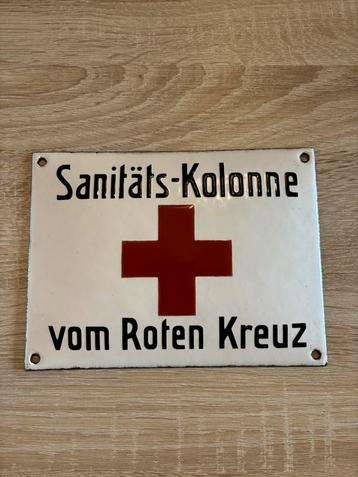 Sanitäts-Kolonne
vom Roten Kreuz